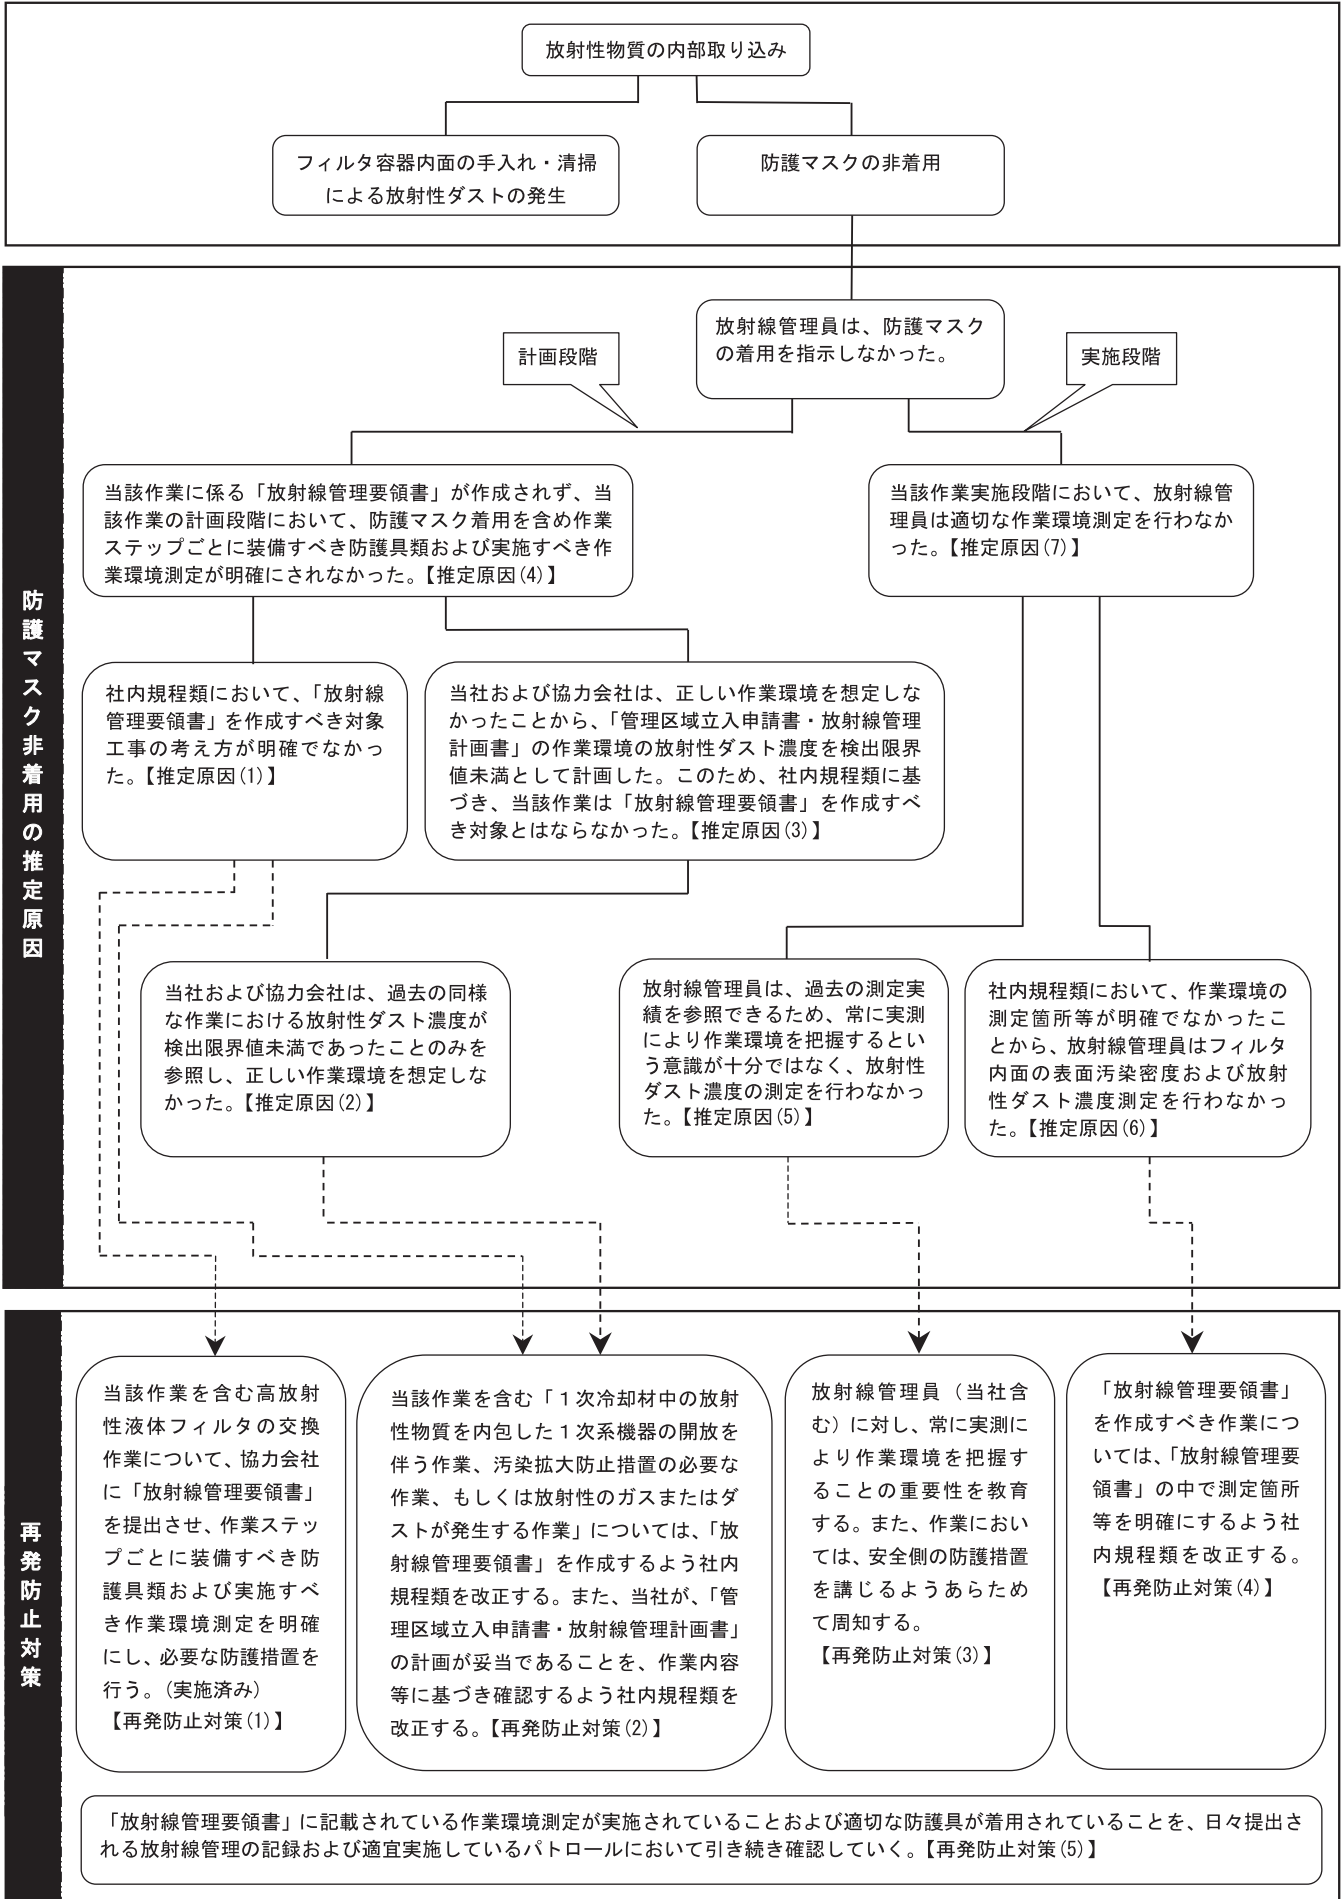 放射性物質の内部取り込み
フィルタ容器内面の手入れ・清掃
による放射性ダストの発生
防護マスクの非着用
防護マスク非着用の推定原因
放射線管理員は、防護マスク
の着用を指示しなかった。
計画段階
実施段階
当該作業に係る「放射線管理要領書」が作成されず、当
該作業の計画段階において、防護マスク着用を含め作業
ステップごとに装備すべき防護具類および実施すべき作
業環境測定が明確にされなかった。【推定原因(4)】
当該作業実施段階において、放射線管
理員は適切な作業環境測定を行わなか
った。【推定原因(7)】
社内規程類において、「放射線
管理要領書」を作成すべき対象
工事の考え方が明確でなかっ
た。【推定原因(1)】
当社および協力会社は、正しい作業環境を想定しな
かったことから、「管理区域立入申請書・放射線管理
計画書」の作業環境の放射性ダスト濃度を検出限界
値未満として計画した。このため、社内規程類に基
づき、当該作業は「放射線管理要領書」を作成すべ
き対象とはならなかった。【推定原因(3)】
当社および協力会社は、過去の同様
な作業における放射性ダスト濃度が
検出限界値未満であったことのみを
参照し、正しい作業環境を想定しな
かった。【推定原因(2)】
放射線管理員は、過去の測定実
績を参照できるため、常に実測
により作業環境を把握するとい
う意識が十分ではなく、放射性
ダスト濃度の測定を行わなかっ
た。【推定原因(5)】
社内規程類において、作業環境の
測定箇所等が明確でなかったこ
とから、放射線管理員はフィルタ
内面の表面汚染密度および放射
性ダスト濃度測定を行わなかっ
た。【推定原因(6)】
再発防止対策
当該作業を含む高放射
性液体フィルタの交換
作業について、協力会社
に「放射線管理要領書」
を提出させ、作業ステッ
プごとに装備すべき防
護具類および実施すべ
き作業環境測定を明確
にし、必要な防護措置を
行う。(実施済み)
【再発防止対策(1)】
当該作業を含む「１次冷却材中の放射
性物質を内包した１次系機器の開放を
伴う作業、汚染拡大防止措置の必要な
作業、もしくは放射性のガスまたはダ
ストが発生する作業」については、「放
射線管理要領書」を作成するよう社内
規程類を改正する。また、当社が、「管
理区域立入申請書・放射線管理計画書」
の計画が妥当であることを、作業内容
等に基づき確認するよう社内規程類を
改正する。【再発防止対策(2)】
放射線管理員（当社含
む）に対し、常に実測に
より作業環境を把握す
ることの重要性を教育
する。また、作業におい
ては、安全側の防護措置
を講じるようあらため
て周知する。
【再発防止対策(3)】
「放射線管理要領書」
を作成すべき作業につ
いては、「放射線管理要
領書」の中で測定箇所
等を明確にするよう社
内規程類を改正する。
【再発防止対策(4)】
「放射線管理要領書」に記載されている作業環境測定が実施されていることおよび適切な防護具が着用されていることを、日々提出さ
れる放射線管理の記録および適宜実施しているパトロールにおいて引き続き確認していく。【再発防止対策(5)】